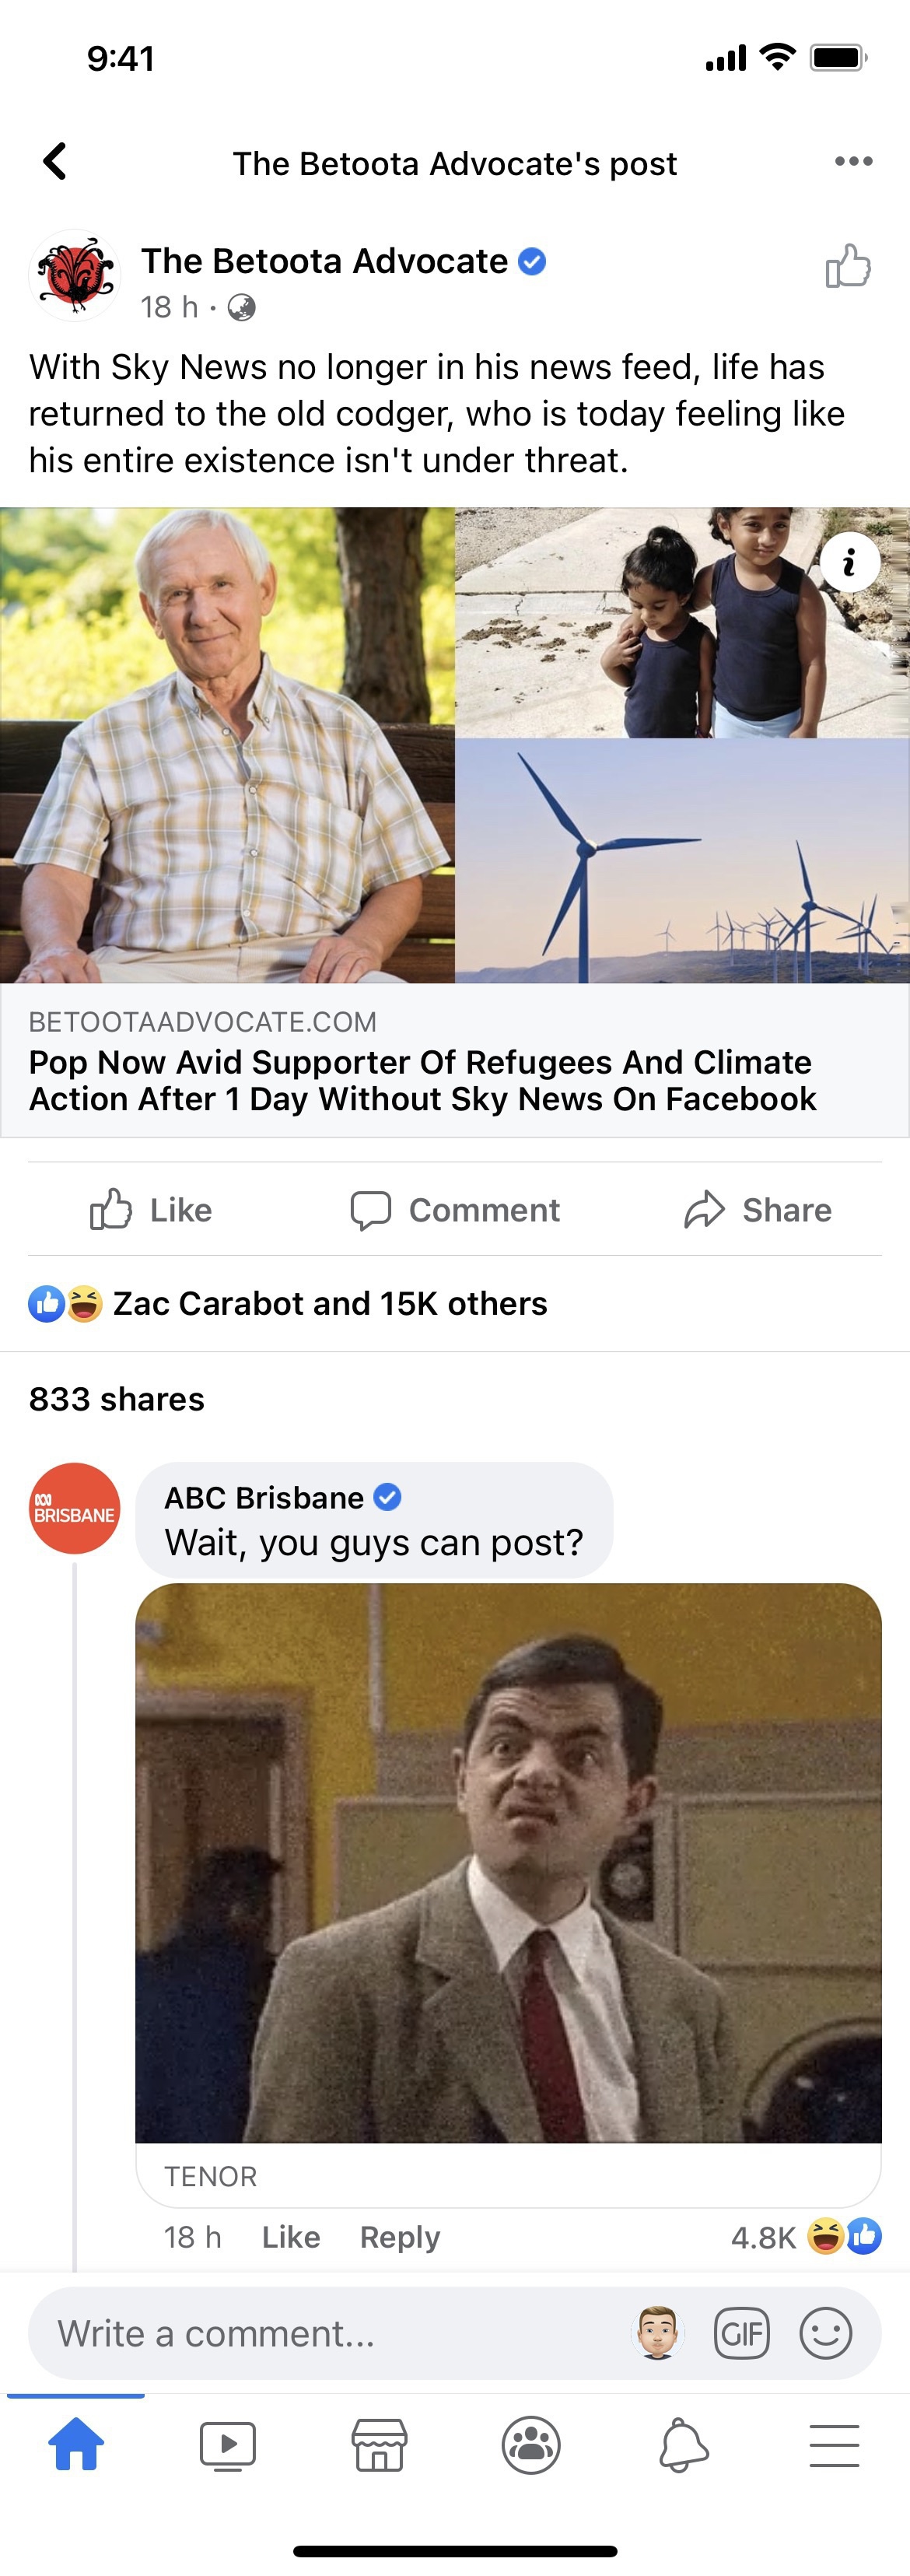 9:41
The Betoota Advocate's post
The Betoota Advocate
18 h ·
With Sky News no longer in his news feed, life has
returned to the old codger, who is today feeling like
his entire existence isn't under threat.
i
BETOOTAADVOCATE.COM
Pop Now Avid Supporter Of Refugees And Climate
Action After 1 Day Without Sky News On Facebook
Like Comment Share
Zac Carabot and 15K others
833 shares
BRISBANE
ABC Brisbane
Wait, you guys can post?
TENOR
18 h Like Reply 4.8K
Write a comment... GIF